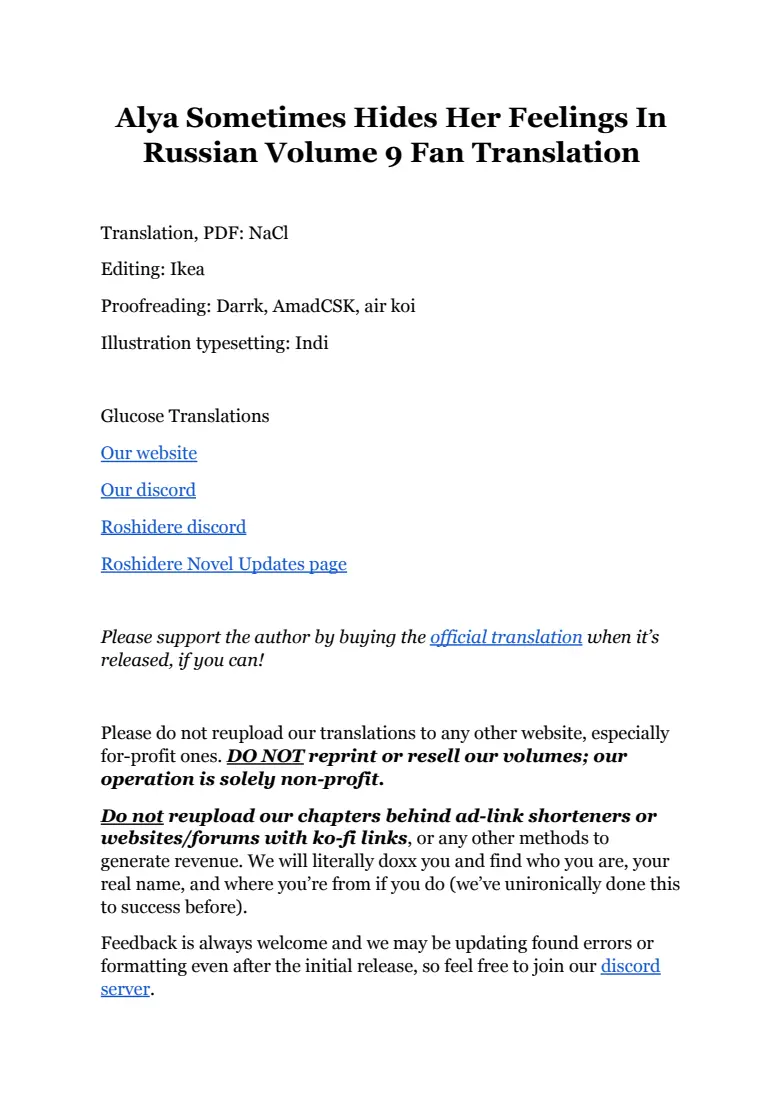 Alya Sometimes Hides Her Feelings In
Russian Volume 9 Fan Translation
Translation, PDF: NaCl
Editing: Ikea
Proofreading: Darrk, AmadCSK, air koi
Illustration typesetting: Indi
Glucose Translations
Our website
Our discord
Roshidere discord
Roshidere Novel Updates page
Please support the author by buying the official translation when it's
released, if you can!
Please do not reupload our translations to any other website, especially
for-profit ones. DO NOT reprint or resell our volumes; our
operation is solely non-profit.
Do not reupload our chapters behind ad-link shorteners or
websites/forums with ko-fi links, or any other methods to
generate revenue. We will literally doxx you and find who you are, your
real name, and where you're from if you do (we've unironically done this
to success before).
Feedback is always welcome and we may be updating found errors or
formatting even after the initial release, so feel free to join our discord
server.